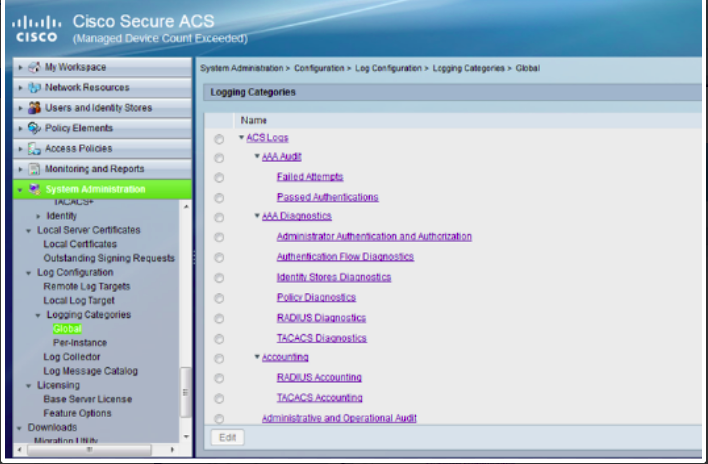 Cisco Secure ACS
CISCO
(Managed Device Count Exceeded)
My Workspace
Network Resources
Users and Identity Stores
Policy Elements
Access Policies
Monitoring and Reports
System Administration
TACACS+
Identity
Local Server Certificates
Local Certificates
Outstanding Signing Requests
Log Configuration
Remote Log Targets
Local Log Target
Logging Categories
Global
Per-Instance
Log Collector
Log Message Catalog
Licensing
Base Server License
Feature Options
Downloads
Migration Utility
System Administration > Configuration > Log Configuration > Logging Categories > Global
Logging Categories
Name
ACS Logs
AAA Audit
Failed Attempts
Passed Authentications
AAA Diagnostics
Administrator Authentication and Authorization
Authentication Flow Diagnostics
Identity Stores Diagnostics
Policy Diagnostics
RADIUS Diagnostics
TACACS Diagnostics
Accounting
RADIUS Accounting
TACACS Accounting
Administrative and Operational Audit
Edit